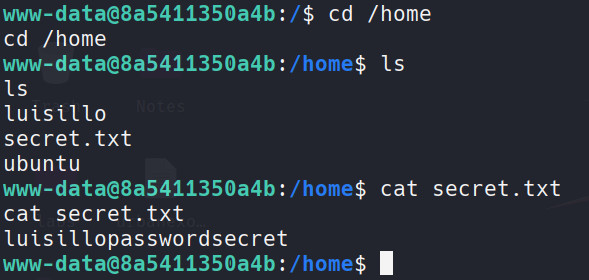 www-data@8a5411350a4b:/$ cd /home
cd /home
www-data@8a5411350a4b:/home$ ls
ls
luisillo
secret.txt
ubuntu
www-data@8a5411350a4b:/home$ cat secret.txt
cat secret.txt
luisillopasswordsecret
www-data@8a5411350a4b:/home$
Notes